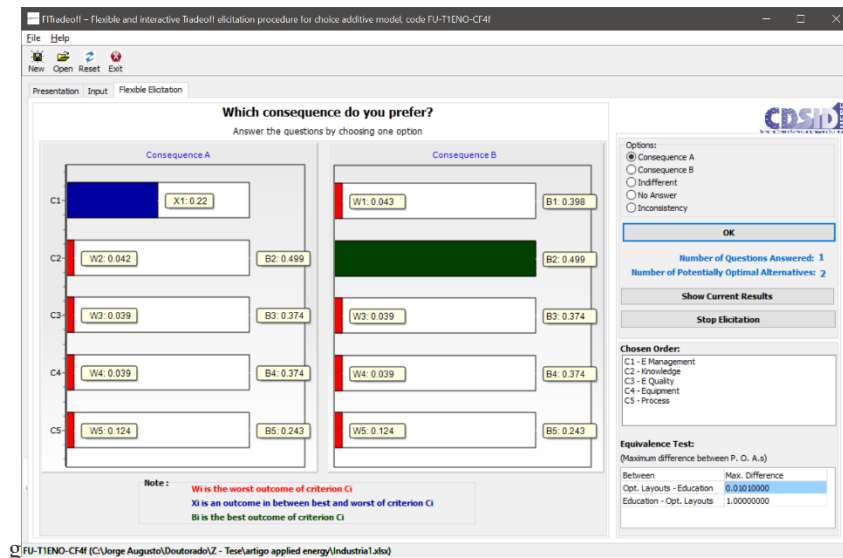 FITradeoff – Flexible and interactive Tradeoff elicitation procedure for choice additive model, code FU-T1ENO-CF4f
File Help
New Open Reset Exit
Presentation Input Flexible Elicitation
Which consequence do you prefer?
Answer the questions by choosing one option
CDSID
Consequence A
Consequence B
C1 X1: 0.22 W1: 0.043 B1: 0.398
C2 W2: 0.042 B2: 0.499 B2: 0.499
C3 W3: 0.039 B3: 0.374 W3: 0.039 B3: 0.374
C4 W4: 0.039 B4: 0.374 W4: 0.039 B4: 0.374
C5 W5: 0.124 B5: 0.243 W5: 0.124 B5: 0.243
Note :
Wi is the worst outcome of criterion Ci
Xi is an outcome in between best and worst of criterion Ci
Bi is the best outcome of criterion Ci
Options:
Consequence A
Consequence B
Indifferent
No Answer
Inconsistency
OK
Number of Questions Answered: 1
Number of Potentially Optimal Alternatives: 2
Show Current Results
Stop Elicitation
Chosen Order:
C1 - E Management
C2 - Knowledge
C3 - E Quality
C4 - Equipment
C5 - Process
Equivalence Test:
(Maximum difference between P. O. A.s)
Between Max. Difference
Opt. Layouts - Education 0.01010000
Education - Opt. Layouts 1.00000000
g FU-T1ENO-CF4f (C:\Jorge Augusto\Doutorado\Z - Tese\artigo applied energy\Industria1.xlsx)